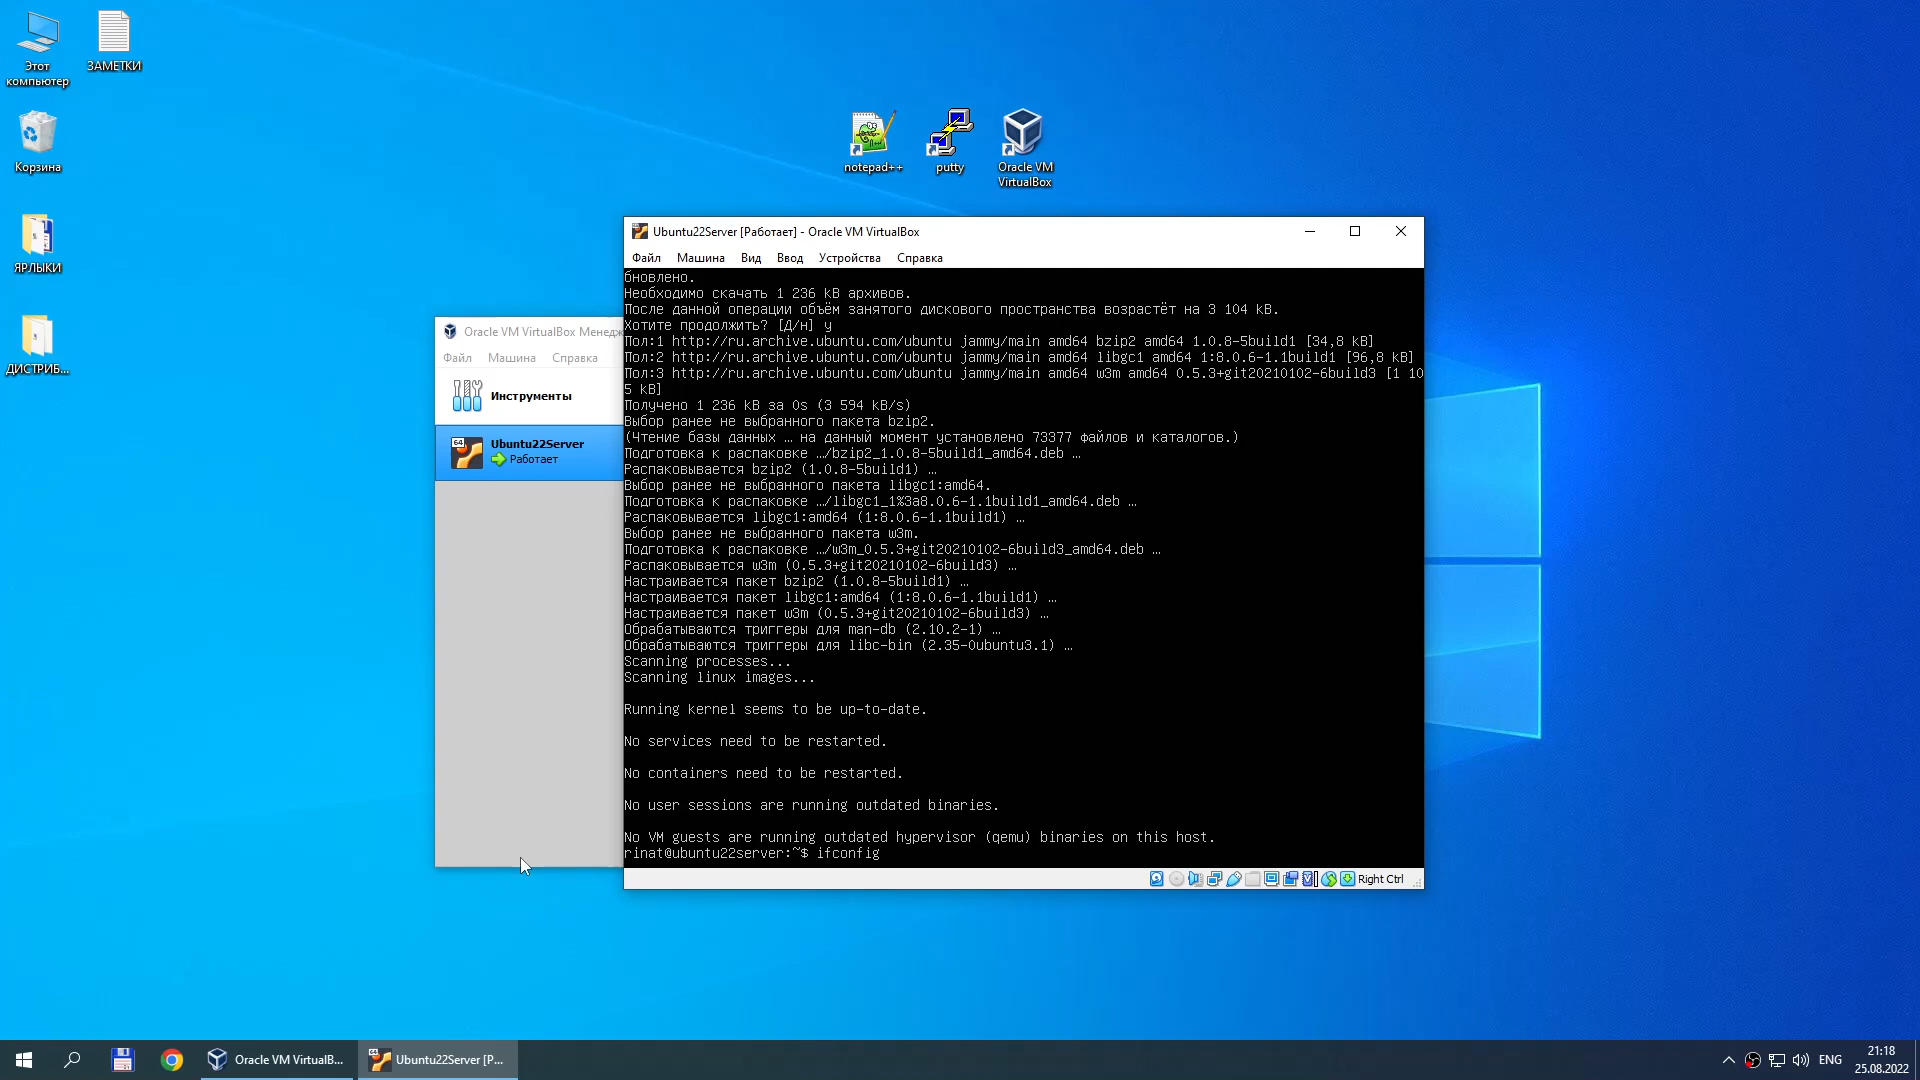 Этот
компьютер
ЗАМЕТКИ
Корзина
ЯРЛЫКИ
ДИСТРИБ...
notepad++
putty
Oracle VM
VirtualBox
Oracle VM VirtualBox Менедж
Файл Машина Справка
Инструменты
64
Ubuntu22Server
Работает
Ubuntu22Server [Работает] - Oracle VM VirtualBox
Файл Машина Вид Ввод Устройства Справка
бновлено.
Необходимо скачать 1 236 kB архивов.
После данной операции объём занятого дискового пространства возрастёт на 3 104 kB.
Хотите продолжить? [Д/н] y
Пол:1 http://ru.archive.ubuntu.com/ubuntu jammy/main amd64 bzip2 amd64 1.0.8-5build1 [34,8 kB]
Пол:2 http://ru.archive.ubuntu.com/ubuntu jammy/main amd64 libgc1 amd64 1:8.0.6-1.1build1 [96,8 kB]
Пол:3 http://ru.archive.ubuntu.com/ubuntu jammy/main amd64 w3m amd64 0.5.3+git20210102-6build3 [1 10
5 kB]
Получено 1 236 kB за 0s (3 594 kB/s)
Выбор ранее не выбранного пакета bzip2.
(Чтение базы данных … на данный момент установлено 73377 файлов и каталогов.)
Подготовка к распаковке …/bzip2_1.0.8-5build1_amd64.deb …
Распаковывается bzip2 (1.0.8-5build1) …
Выбор ранее не выбранного пакета libgc1:amd64.
Подготовка к распаковке …/libgc1_1%3a8.0.6-1.1build1_amd64.deb …
Распаковывается libgc1:amd64 (1:8.0.6-1.1build1) …
Выбор ранее не выбранного пакета w3m.
Подготовка к распаковке …/w3m_0.5.3+git20210102-6build3_amd64.deb …
Распаковывается w3m (0.5.3+git20210102-6build3) …
Настраивается пакет bzip2 (1.0.8-5build1) …
Настраивается пакет libgc1:amd64 (1:8.0.6-1.1build1) …
Настраивается пакет w3m (0.5.3+git20210102-6build3) …
Обрабатываются триггеры для man-db (2.10.2-1) …
Обрабатываются триггеры для libc-bin (2.35-0ubuntu3.1) …
Scanning processes...
Scanning linux images...
Running kernel seems to be up-to-date.
No services need to be restarted.
No containers need to be restarted.
No user sessions are running outdated binaries.
No VM guests are running outdated hypervisor (qemu) binaries on this host.
rinat@ubuntu22server:~$ ifconfig
Right Ctrl
Oracle VM VirtualB...
Ubuntu22Server [P...
ENG
21:18
25.08.2022